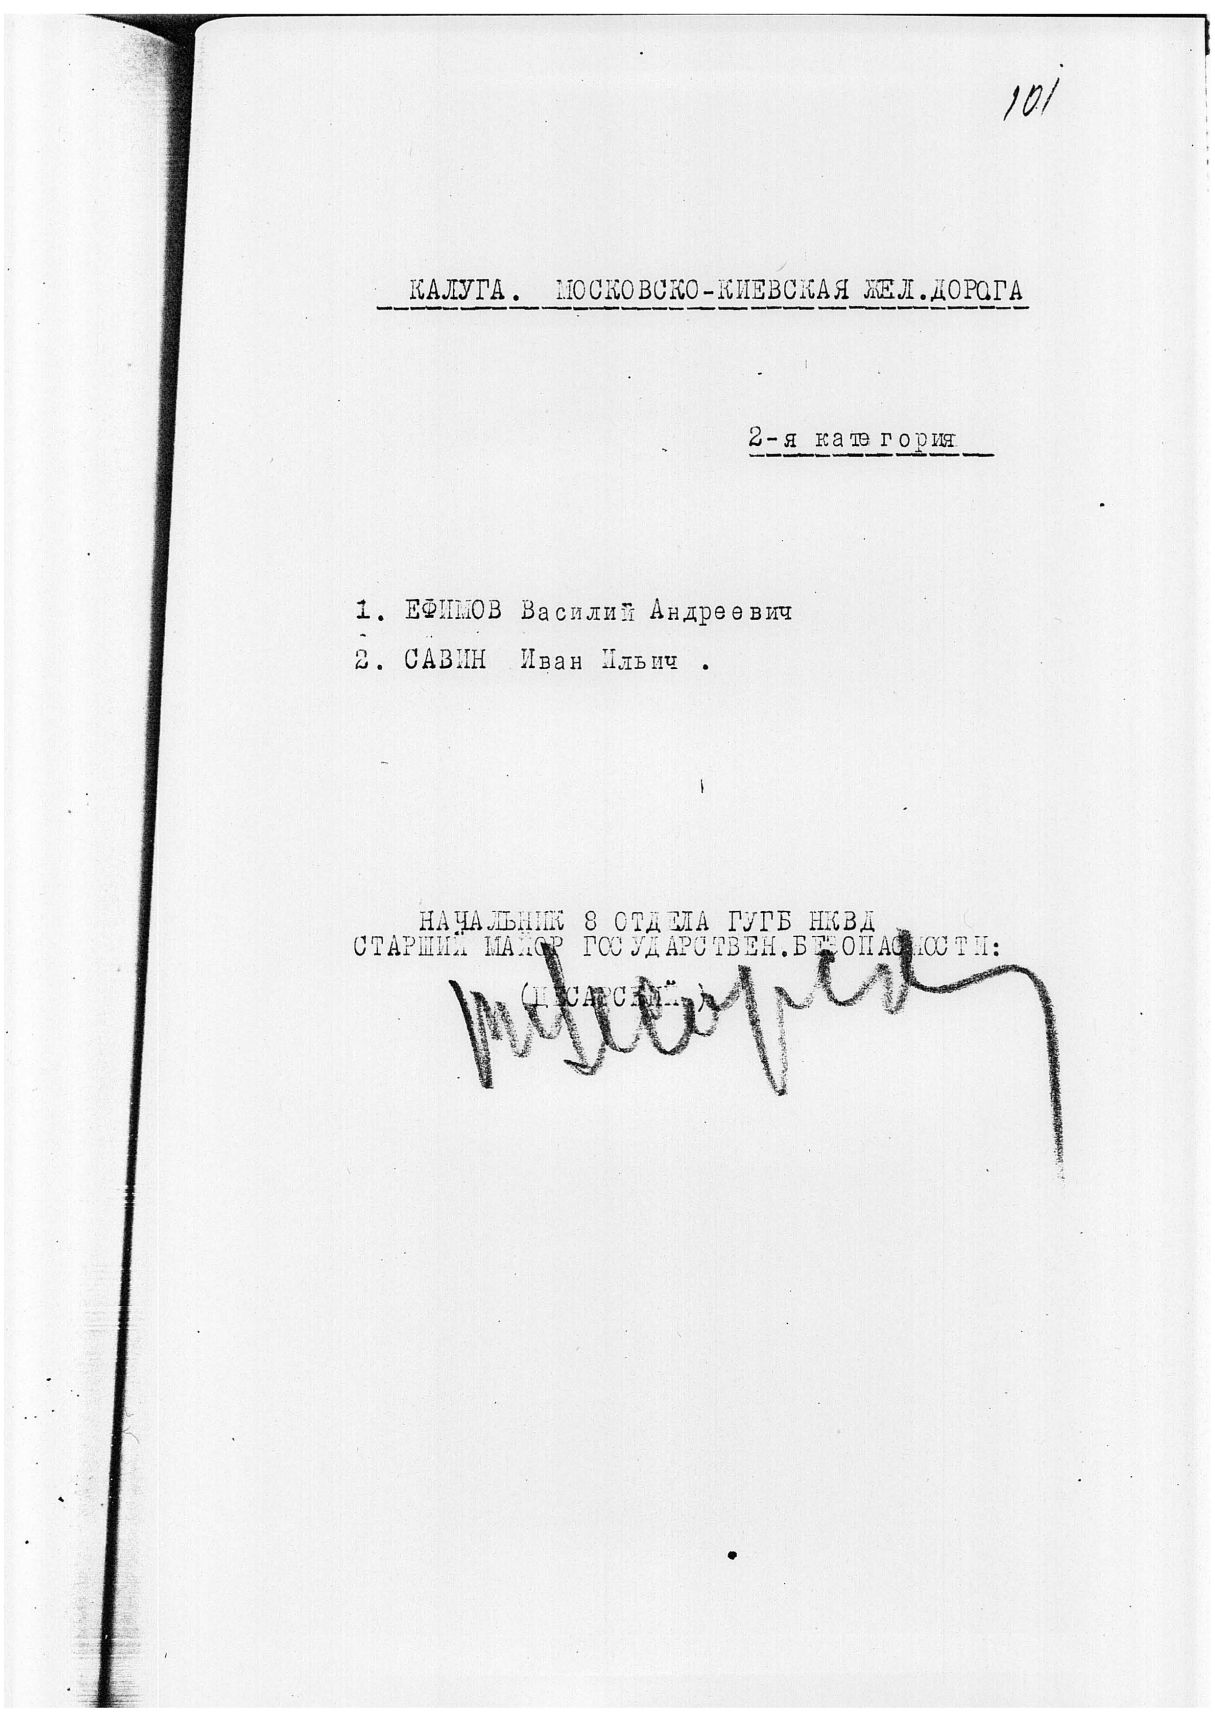 101
КАЛУГА. МОСКОВСКО-КИЕВСКАЯ ЖЕЛ.ДОРОГА
2-я категория
1. ЕФИМОВ Василий Андреевич
2. САВИН Иван Ильич .
НАЧАЛЬНИК 8 ОТДЕЛА ГУГБ НКВД
СТАРШИЙ МАЙОР ГОСУДАРСТВЕН.БЕЗОПАСНОСТИ:
(ЦЕСАРСКИЙ )